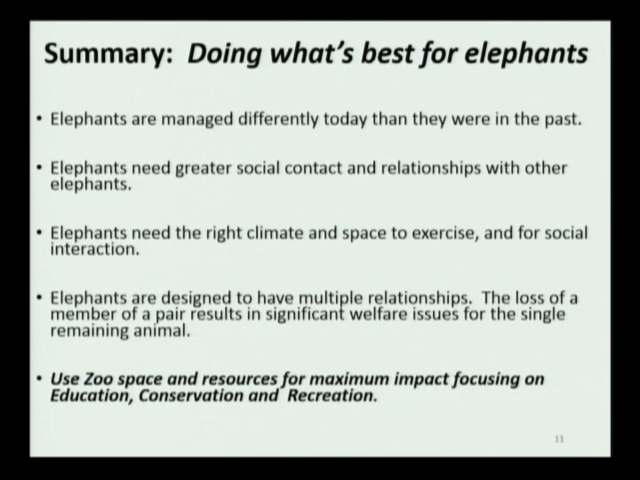 Summary:  Doing what's best for elephants
• Elephants are managed differently today than they were in the past.
• Elephants need greater social contact and relationships with other
elephants.
• Elephants need the right climate and space to exercise, and for social
interaction.
• Elephants are designed to have multiple relationships.  The loss of a
member of a pair results in significant welfare issues for the single
remaining animal.
• Use Zoo space and resources for maximum impact focusing on
Education, Conservation and  Recreation.
11